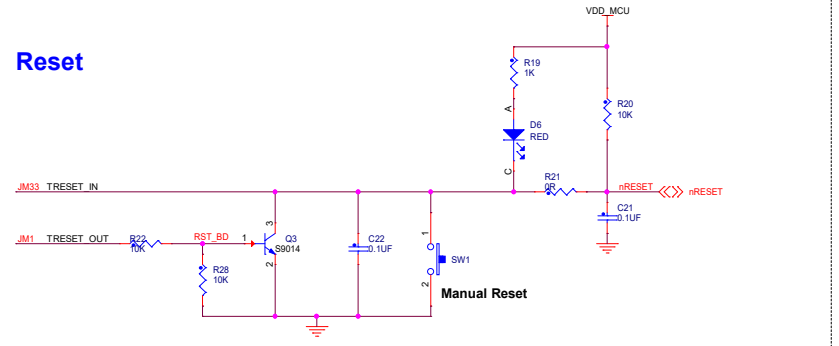 VDD_MCU
Reset
R19
1K
R20
10K
A
D6
RED
C
R21
0R
JM33 TRESET_IN
nRESET nRESET
C21
0.1UF
JM1 TRESET_OUT R22 RST_BD 1 3 Q3
10K S9014
2
C22
0.1UF
1
SW1
2
R28
10K
Manual Reset